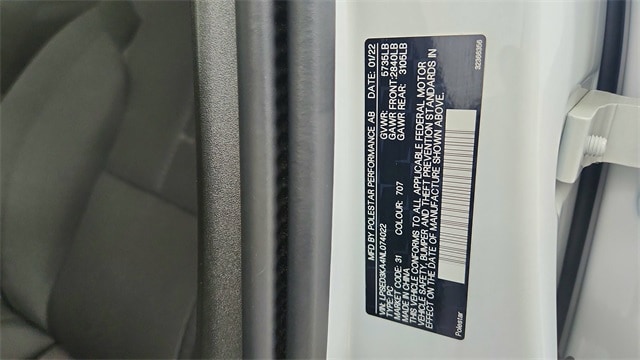 MFD BY POLESTAR PERFORMANCE AB DATE: 01/22
GVWR: 5735LB
GAWR FRONT: 2840LB
GAWR REAR: 3105LB
VIN: LPSED3KA4NL074022
TYPE: PC
MARKET CODE: 31 COLOUR: 707
MADE IN CHINA
THIS VEHICLE CONFORMS TO ALL APPLICABLE FEDERAL MOTOR
VEHICLE SAFETY, BUMPER AND THEFT PREVENTION STANDARDS IN
EFFECT ON THE DATE OF MANUFACTURE SHOWN ABOVE.
Polestar 32366356